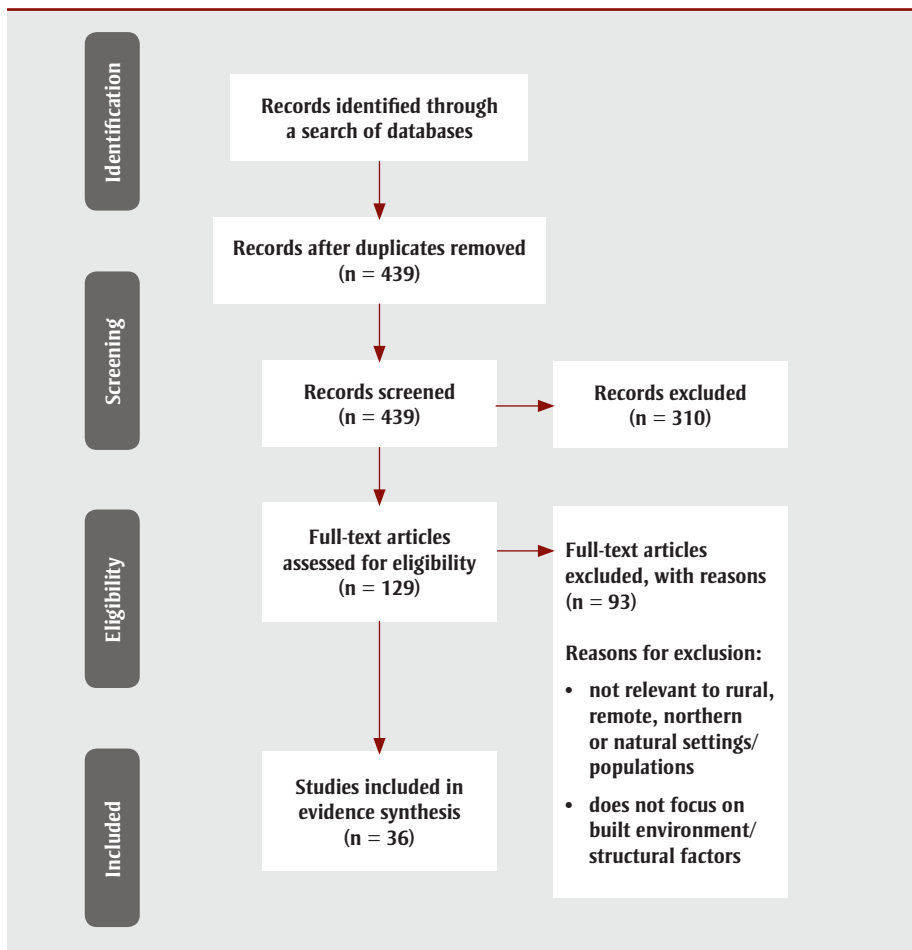 Identification
Records identified through
a search of databases
Records after duplicates removed
(n = 439)
Screening
Records screened
(n = 439)
Records excluded
(n = 310)
Eligibility
Full-text articles
assessed for eligibility
(n = 129)
Full-text articles
excluded, with reasons
(n = 93)
Reasons for exclusion:
• not relevant to rural,
remote, northern
or natural settings/
populations
• does not focus on
built environment/
structural factors
Included
Studies included in
evidence synthesis
(n = 36)